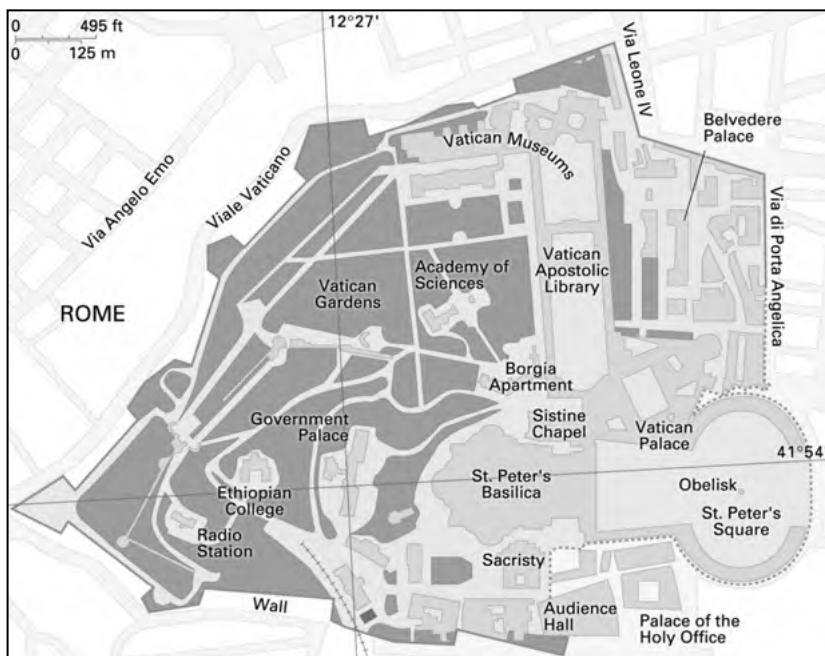 0 495 ft
0 125 m
12°27'
Via Leone IV
Belvedere
Palace
Vatican Museums
Via Angelo Emo
Viale Vaticano
Via di Porta Angelica
Academy of
Sciences
Vatican
Apostolic
Library
Vatican
Gardens
ROME
Borgia
Apartment
Government
Palace
Sistine
Chapel
Vatican
Palace
41°54
St. Peter's
Basilica
Obelisk
St. Peter's
Square
Ethiopian
College
Radio
Station
Sacristy
Wall
Audience
Hall
Palace of the
Holy Office